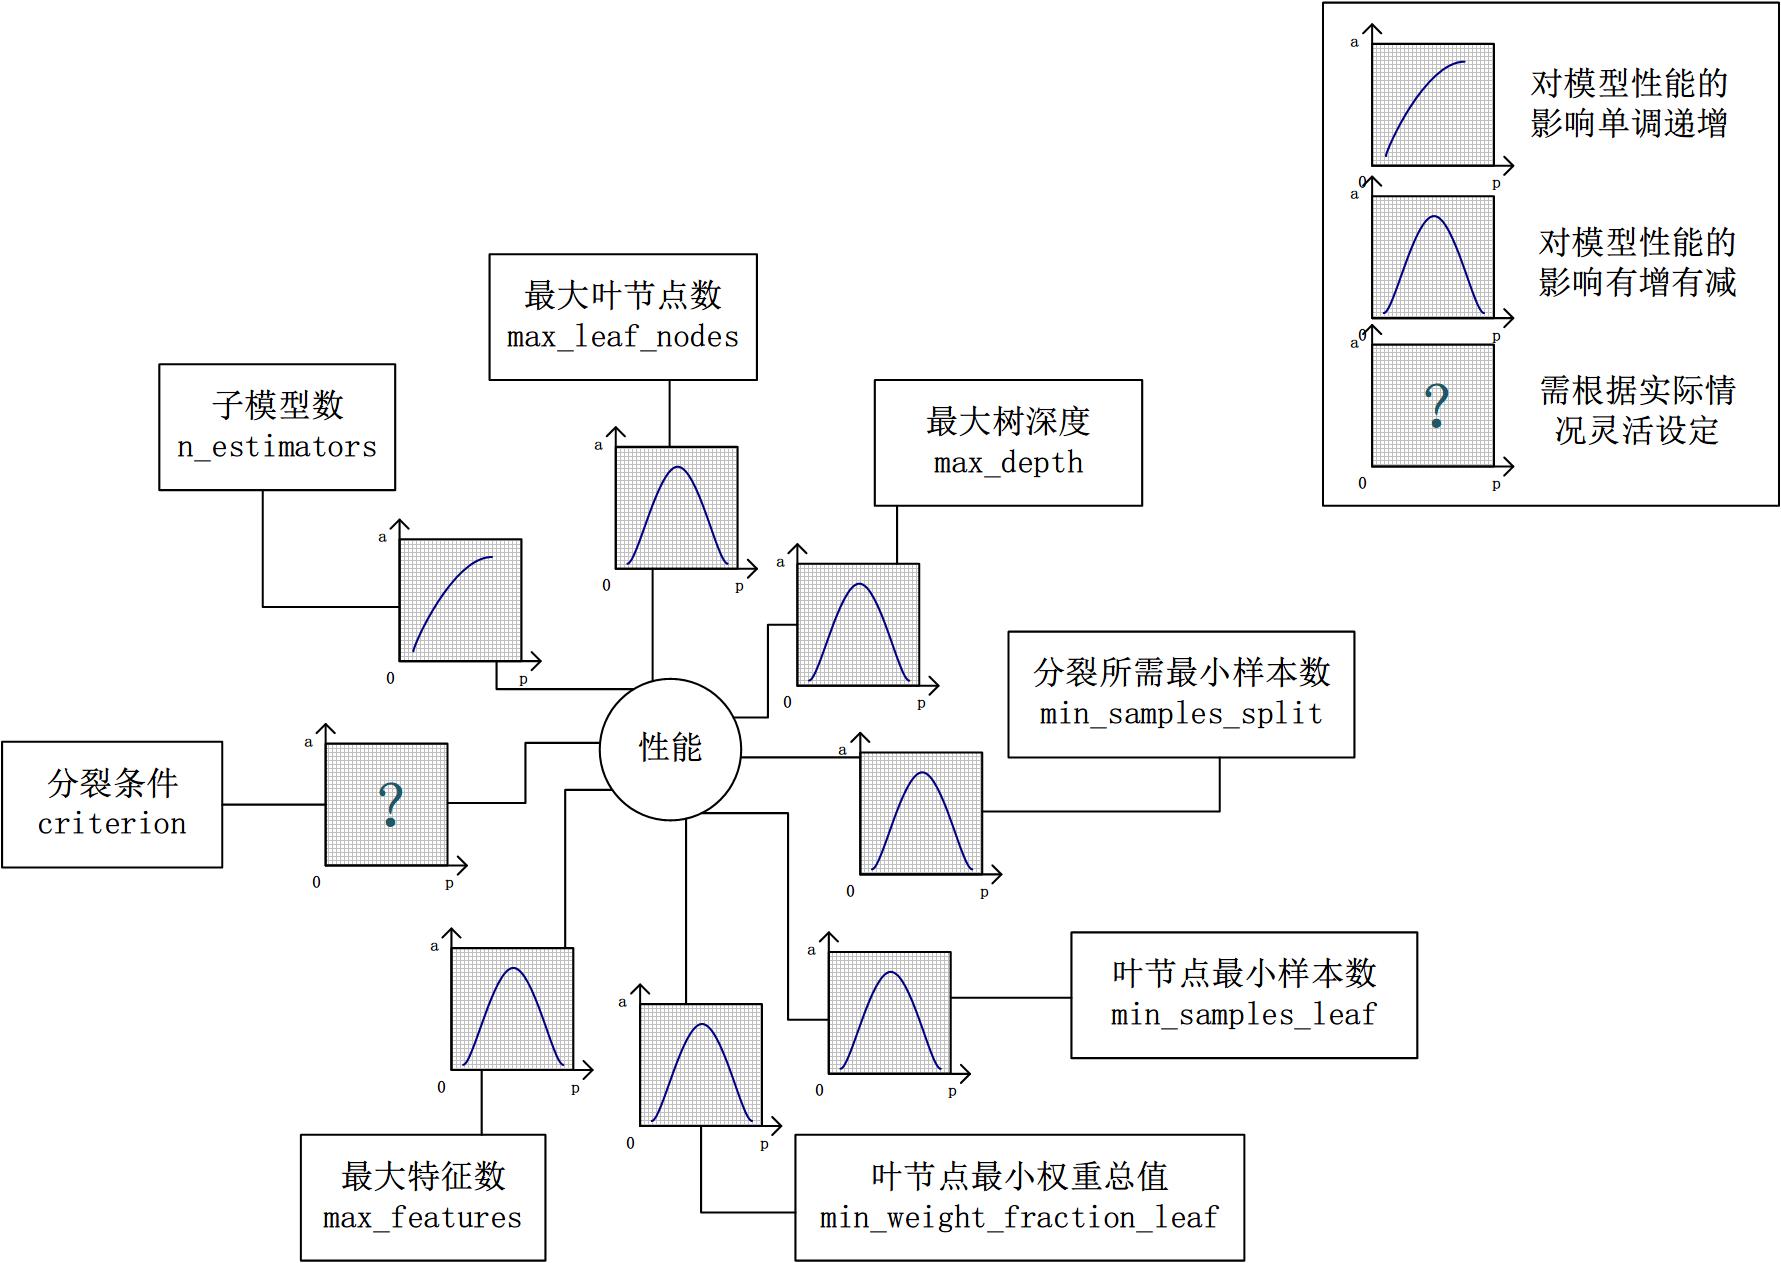 a
0
p
对模型性能的
影响单调递增
a
0
p
对模型性能的
影响有增有减
a
?
0
p
需根据实际情
况灵活设定
最大叶节点数
max_leaf_nodes
a
0
p
子模型数
n_estimators
a
0
p
最大树深度
max_depth
a
0
p
分裂所需最小样本数
min_samples_split
a
0
p
性能
分裂条件
criterion
a
?
0
p
叶节点最小样本数
min_samples_leaf
a
0
p
a
0
p
最大特征数
max_features
a
0
p
叶节点最小权重总值
min_weight_fraction_leaf